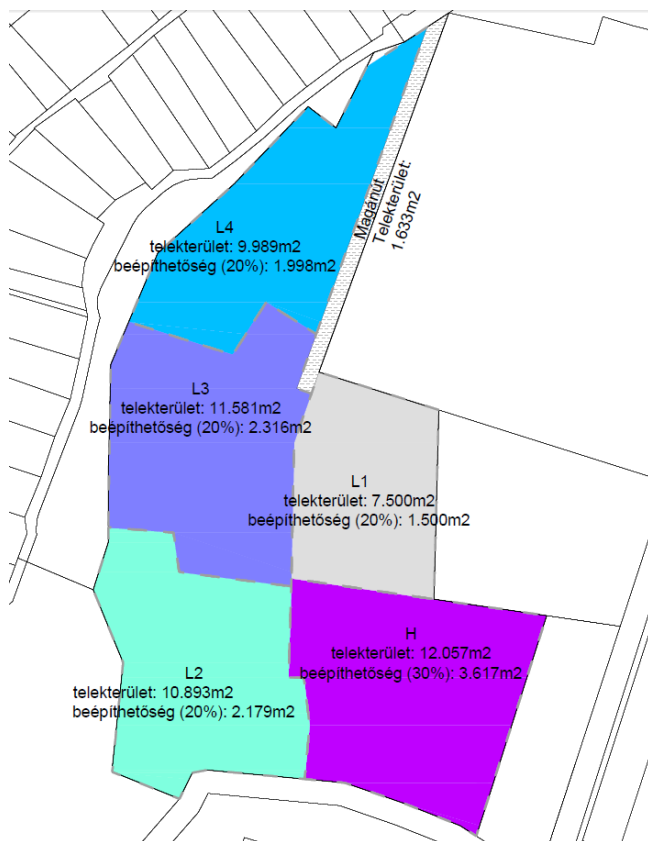 L4
telekterület: 9.989m2
beépíthetőség (20%): 1.998m2
Magánút
Telekterület:
1.633m2
L3
telekterület: 11.581m2
beépíthetőség (20%): 2.316m2
L1
telekterület: 7.500m2
beépíthetőség (20%): 1.500m2
H
telekterület: 12.057m2
beépíthetőség (30%): 3.617m2
L2
telekterület: 10.893m2
beépíthetőség (20%): 2.179m2